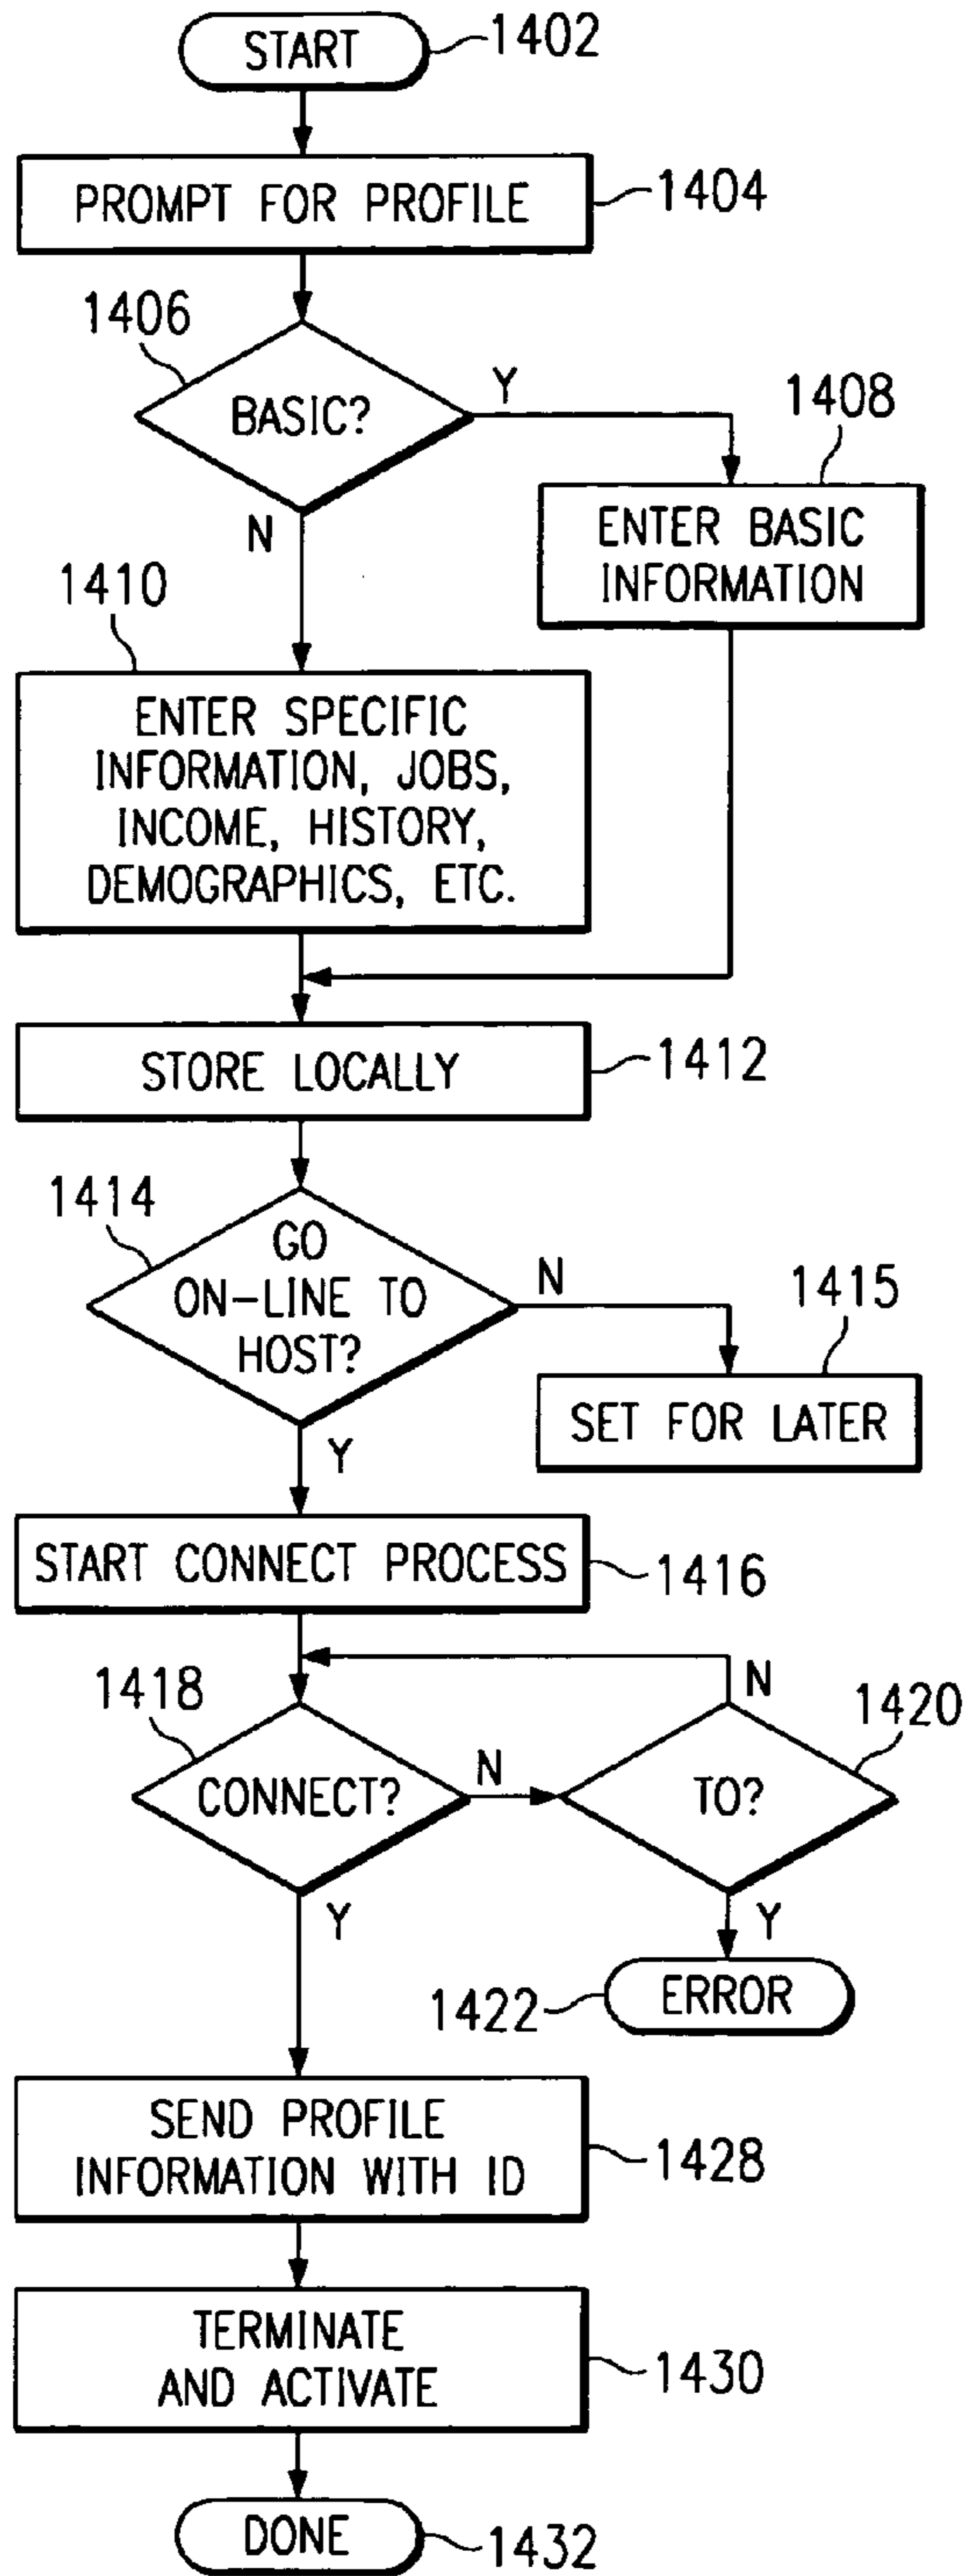 START
1402
PROMPT FOR PROFILE
1404
1406
BASIC?
Y
N
1408
ENTER BASIC
INFORMATION
1410
ENTER SPECIFIC
INFORMATION, JOBS,
INCOME, HISTORY,
DEMOGRAPHICS, ETC.
STORE LOCALLY
1412
1414
GO
ON-LINE TO
HOST?
N
Y
1415
SET FOR LATER
START CONNECT PROCESS
1416
1418
CONNECT?
N
Y
1420
TO?
N
Y
1422
ERROR
SEND PROFILE
INFORMATION WITH ID
1428
TERMINATE
AND ACTIVATE
1430
DONE
1432